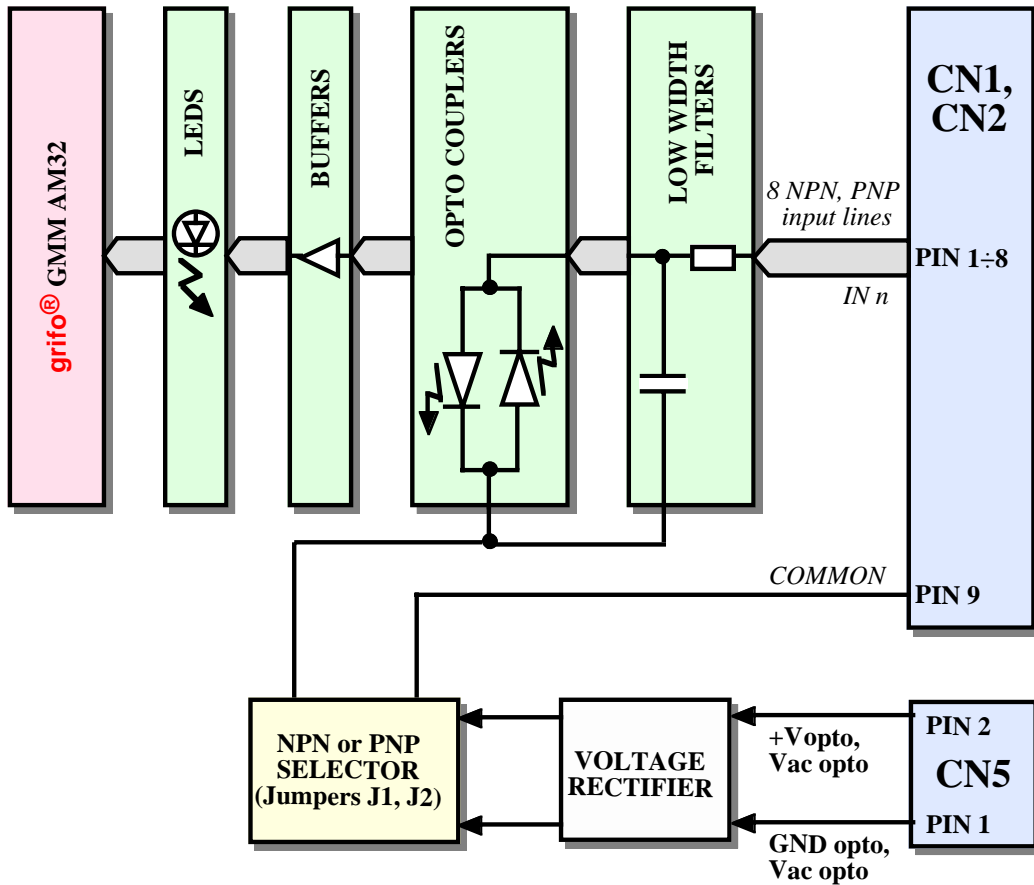 grifo® GMM AM32
LEDS
BUFFERS
OPTO COUPLERS
LOW WIDTH
FILTERS
CN1,
CN2
8 NPN, PNP
input lines
IN n
PIN 1÷8
COMMON
PIN 9
NPN or PNP
SELECTOR
(Jumpers J1, J2)
VOLTAGE
RECTIFIER
+Vopto,
Vac opto
PIN 2
CN5
PIN 1
GND opto,
Vac opto